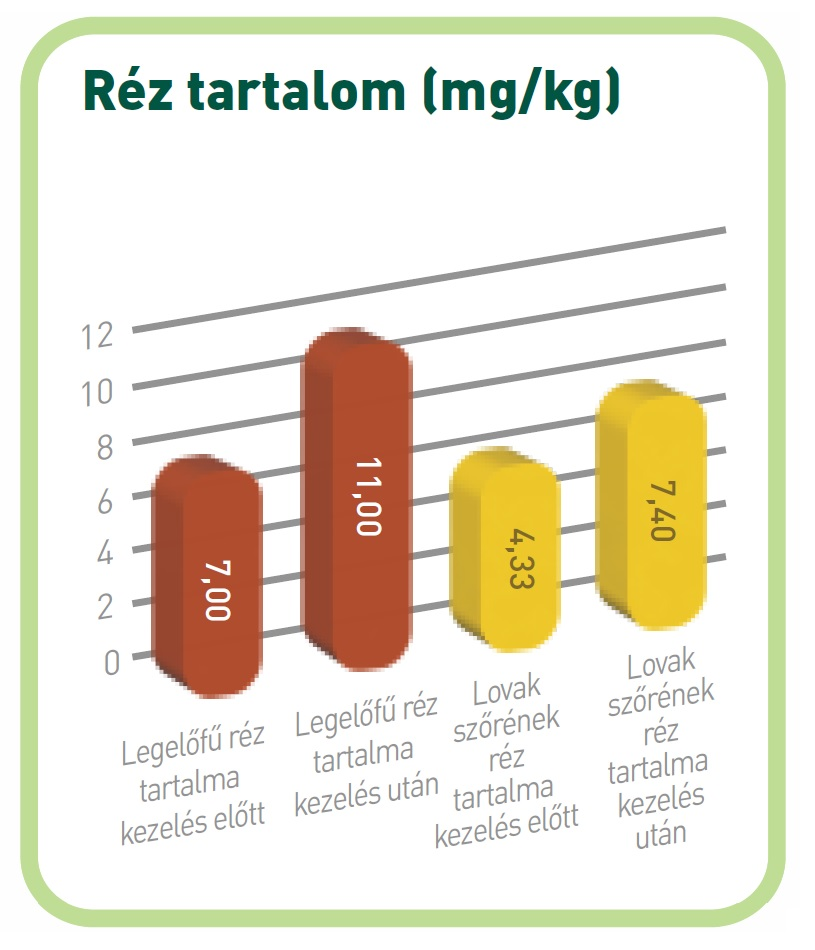 Réz tartalom (mg/kg)
12
10
8
6
4
2
0
7,00
11,00
4,33
7,40
Legelőfű réz
tartalma
kezelés előtt
Legelőfű réz
tartalma
kezelés után
Lovak
szőrének
réz
tartalma
kezelés előtt
Lovak
szőrének
réz
tartalma
kezelés
után